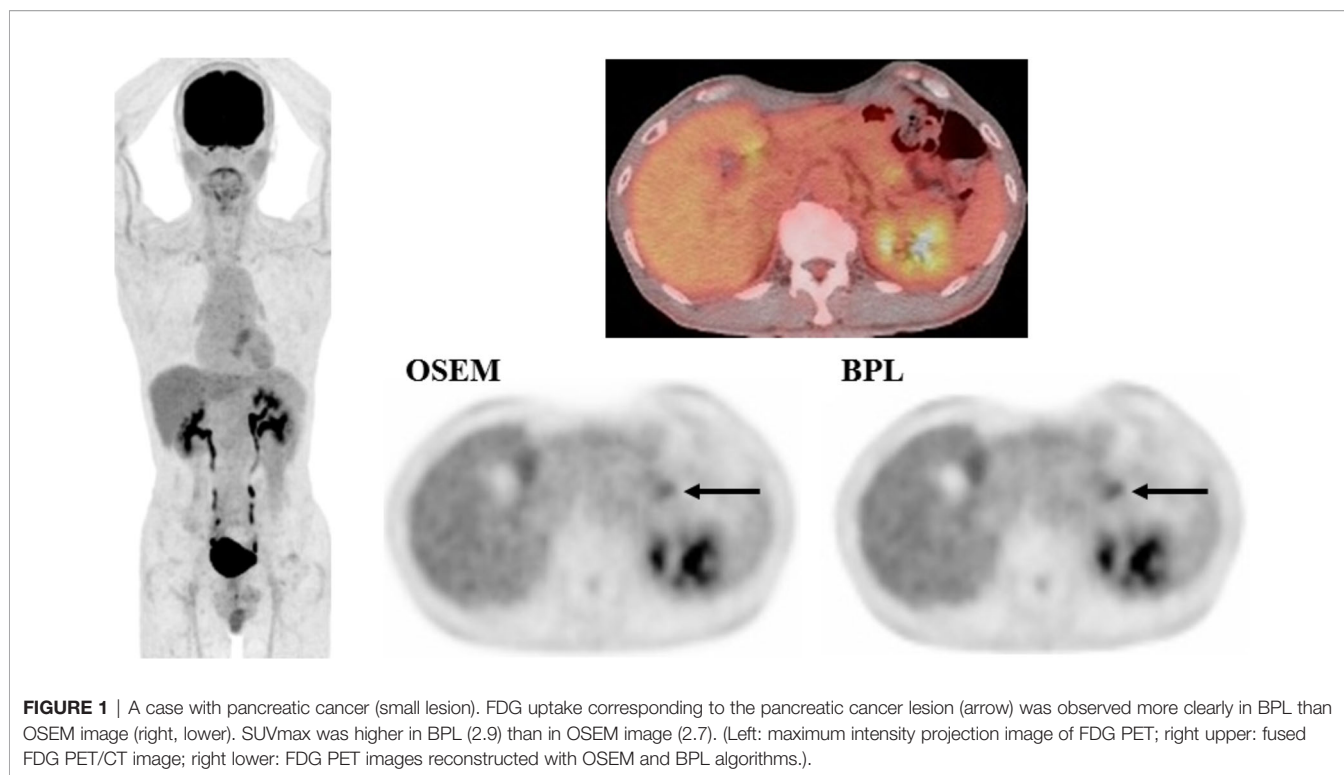 OSEM
BPL
FIGURE 1 | A case with pancreatic cancer (small lesion). FDG uptake corresponding to the pancreatic cancer lesion (arrow) was observed more clearly in BPL than
OSEM image (right, lower). SUVmax was higher in BPL (2.9) than in OSEM image (2.7). (Left: maximum intensity projection image of FDG PET; right upper: fused
FDG PET/CT image; right lower: FDG PET images reconstructed with OSEM and BPL algorithms.).